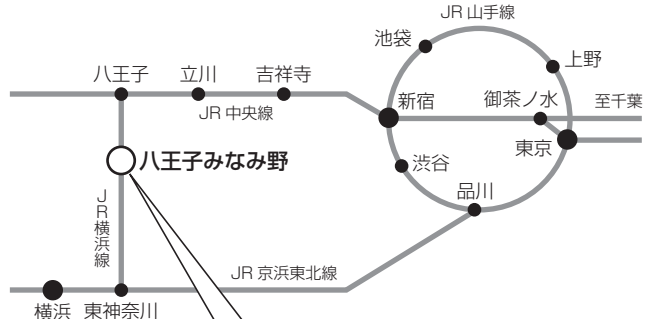 JR 山手線
池袋
上野
八王子
立川
吉祥寺
新宿
御茶ノ水
至千葉
JR 中央線
東京
八王子みなみ野
渋谷
品川
JR横浜線
JR 京浜東北線
横浜
東神奈川